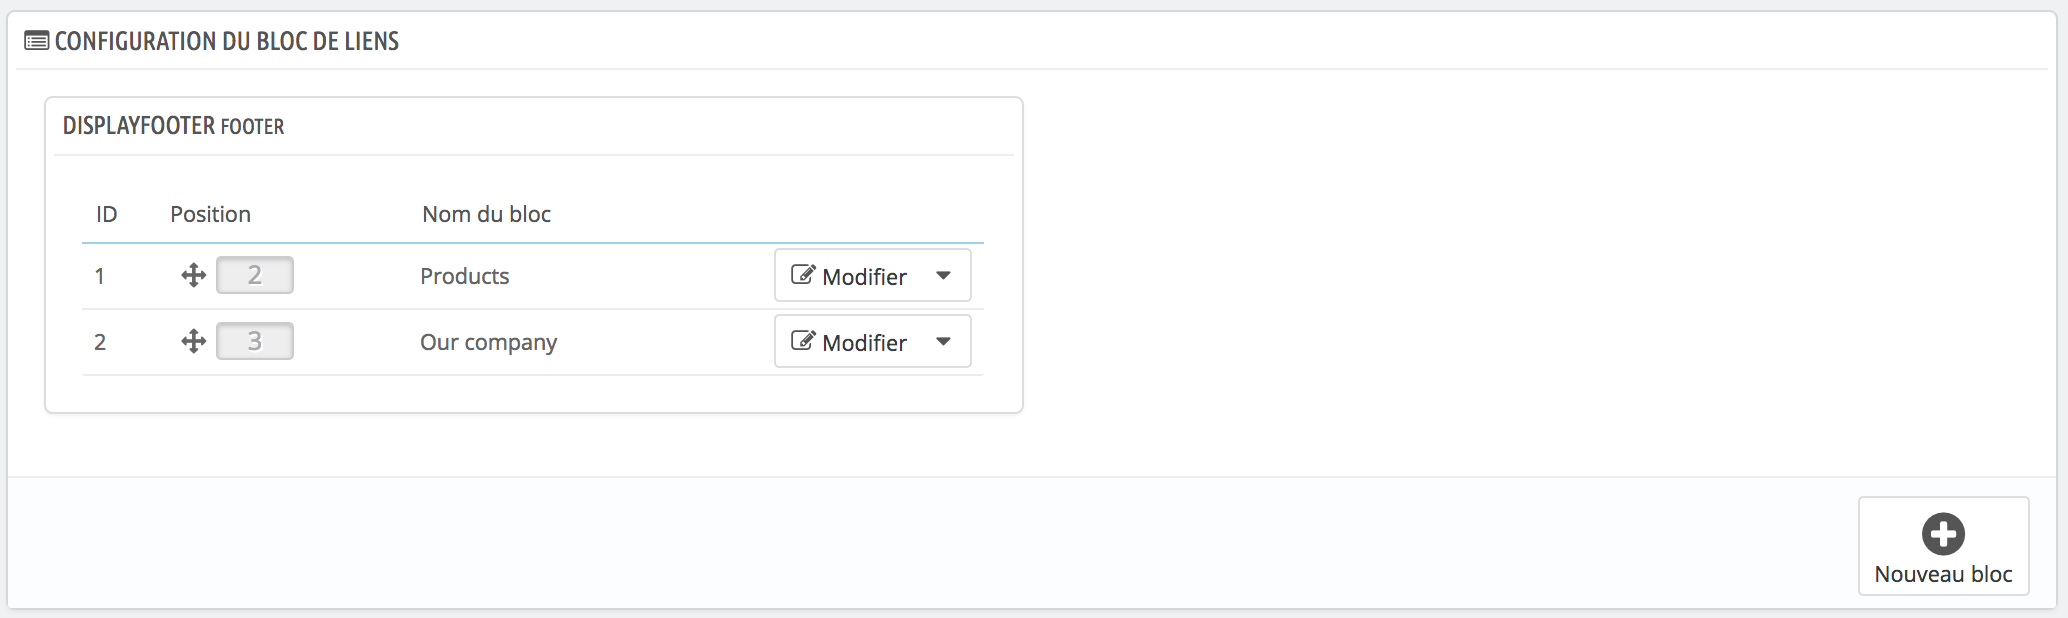 CONFIGURATION DU BLOC DE LIENS
DISPLAYFOOTER FOOTER
ID Position Nom du bloc
1 2 Products Modifier
2 3 Our company Modifier
Nouveau bloc